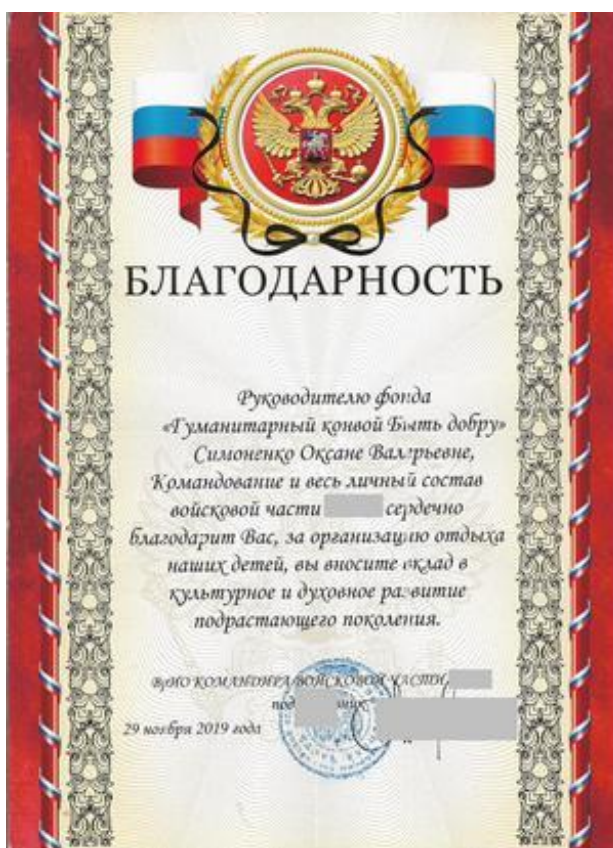 БЛАГОДАРНОСТЬ
Руководителю фонда
«Гуманитарный конвой Быть добру»
Симоненко Оксане Валерьевне,
Командование и весь личный состав
войсковой части сердечно
благодарит Вас, за организацию отдыха
наших детей, вы вносите вклад в
культурное и духовное развитие
подрастающего поколения.
ВрИО КОМАНДИРА ВОЙСКОВОЙ ЧАСТИ
29 ноября 2019 года